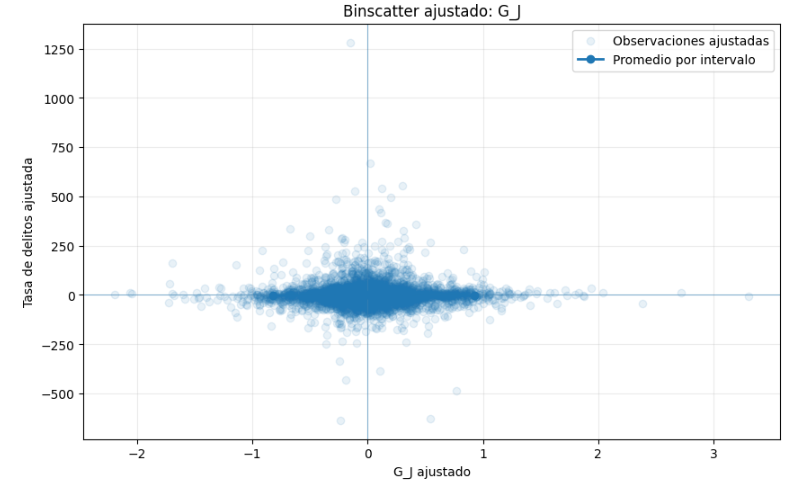 Binscatter ajustado: G_J
Observaciones ajustadas
Promedio por intervalo
Tasa de delitos ajustada
1250
1000
750
500
250
0
−250
−500
−2
−1
0
1
2
3
G_J ajustado